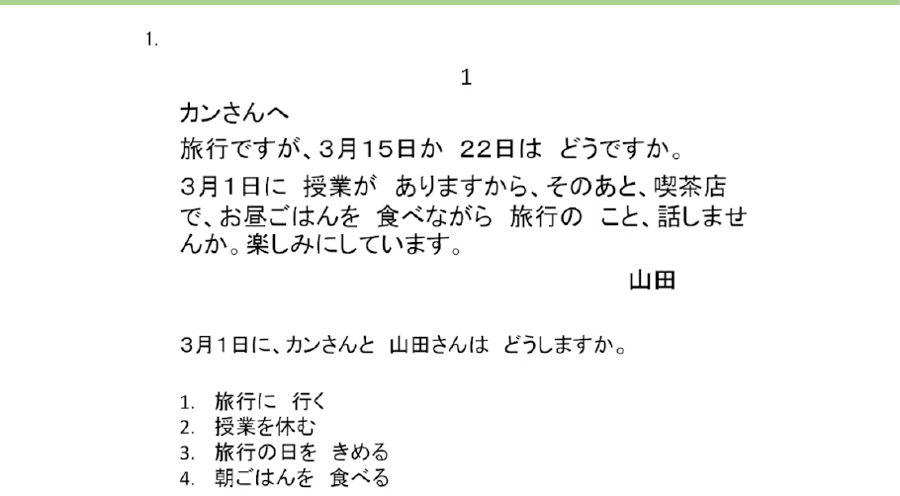 1.
1
カンさんへ
旅行ですが、３月１５日か　２２日は　どうですか。
３月１日に　授業が　ありますから、そのあと、喫茶店
で、お昼ごはんを　食べながら　旅行の　こと、話しませ
んか。楽しみにしています。
山田
３月１日に、カンさんと　山田さんは　どうしますか。
1.　旅行に　行く
2.　授業を休む
3.　旅行の日を　きめる
4.　朝ごはんを　食べる